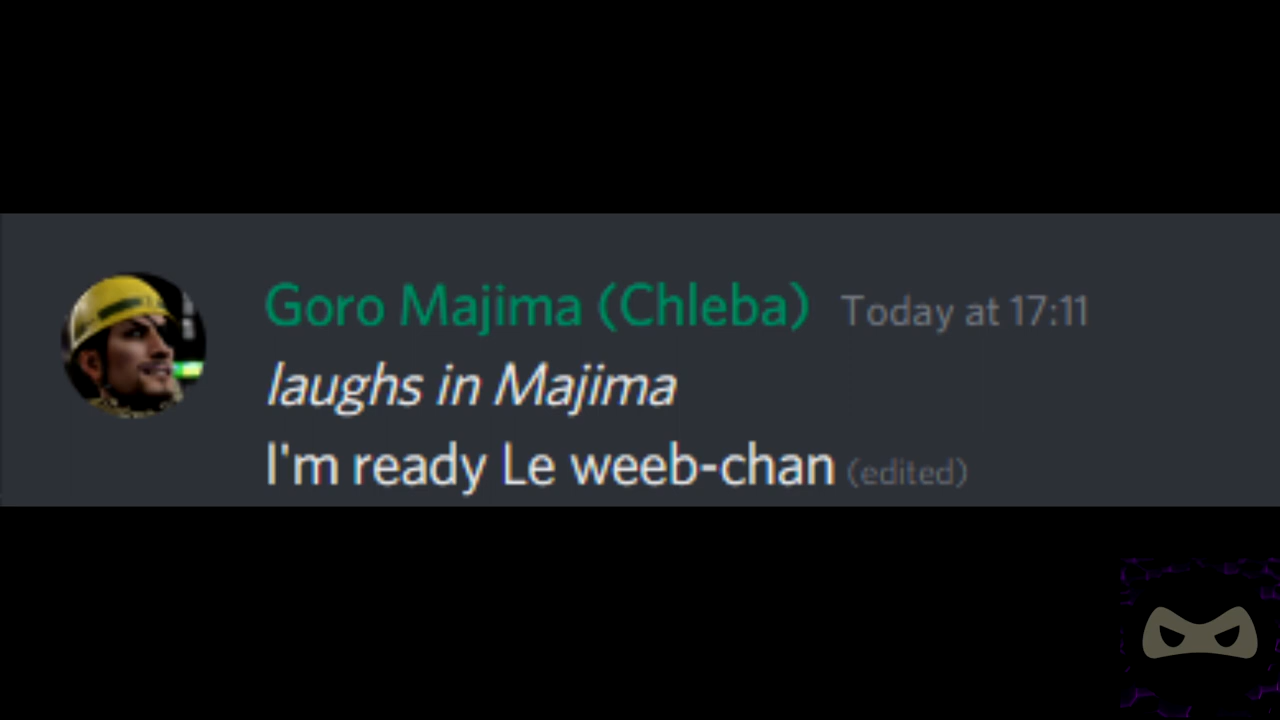 Goro Majima (Chleba) Today at 17:11
laughs in Majima
I'm ready Le weeb-chan (edited)